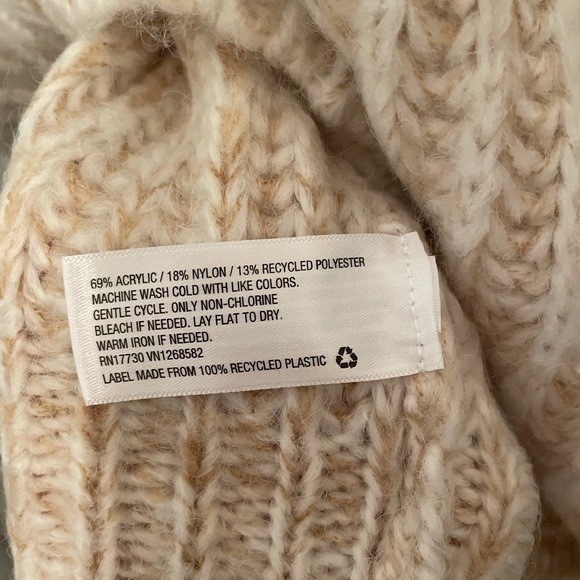 69% ACRYLIC / 18% NYLON / 13% RECYCLED POLYESTER
MACHINE WASH COLD WITH LIKE COLORS.
GENTLE CYCLE. ONLY NON-CHLORINE
BLEACH IF NEEDED. LAY FLAT TO DRY.
WARM IRON IF NEEDED.
RN17730 VN1268582
LABEL MADE FROM 100% RECYCLED PLASTIC